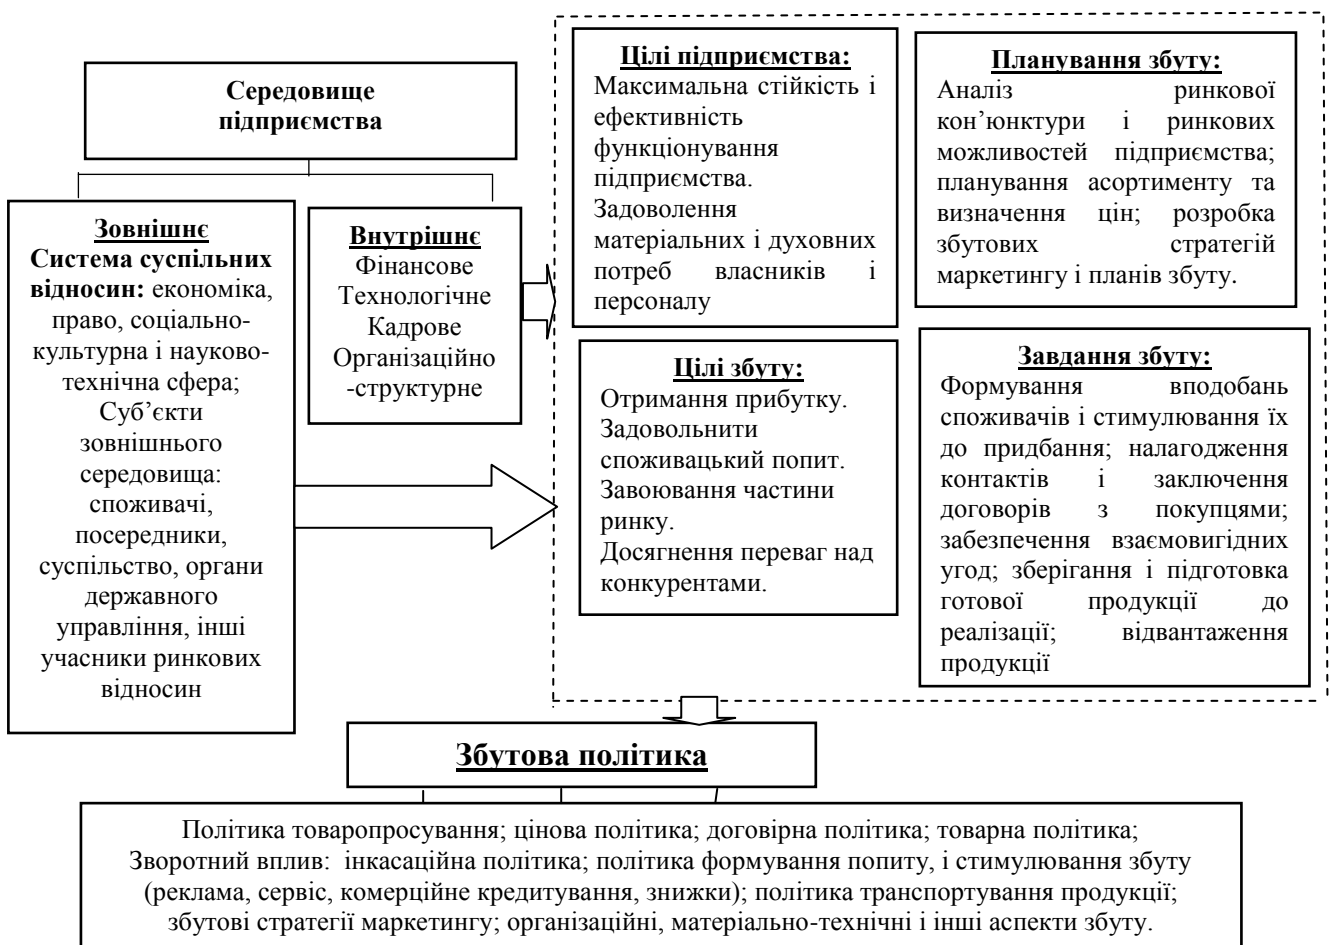 Середовище
підприємства
Зовнішнє
Система суспільних
відносин: економіка,
право, соціально-
культурна і науково-
технічна сфера;
Суб’єкти
зовнішнього
середовища:
споживачі,
посередники,
суспільство, органи
державного
управління, інші
учасники ринкових
відносин
Внутрішнє
Фінансове
Технологічне
Кадрове
Організаційно
-структурне
Цілі підприємства:
Максимальна стійкість і
ефективність
функціонування
підприємства.
Задоволення
матеріальних і духовних
потреб власників і
персоналу
Цілі збуту:
Отримання прибутку.
Задовольнити
споживацький попит.
Завоювання частини
ринку.
Досягнення переваг над
конкурентами.
Планування збуту:
Аналіз ринкової
кон’юнктури і ринкових
можливостей підприємства;
планування асортименту та
визначення цін; розробка
збутових стратегій
маркетингу і планів збуту.
Завдання збуту:
Формування вподобань
споживачів і стимулювання їх
до придбання; налагодження
контактів і заключення
договорів з покупцями;
забезпечення взаємовигідних
угод; зберігання і підготовка
готової продукції до
реалізації; відвантаження
продукції
Збутова політика
Політика товаропросування; цінова політика; договірна політика; товарна політика;
Зворотний вплив: інкасаційна політика; політика формування попиту, і стимулювання збуту
(реклама, сервіс, комерційне кредитування, знижки); політика транспортування продукції;
збутові стратегії маркетингу; організаційні, матеріально-технічні і інші аспекти збуту.